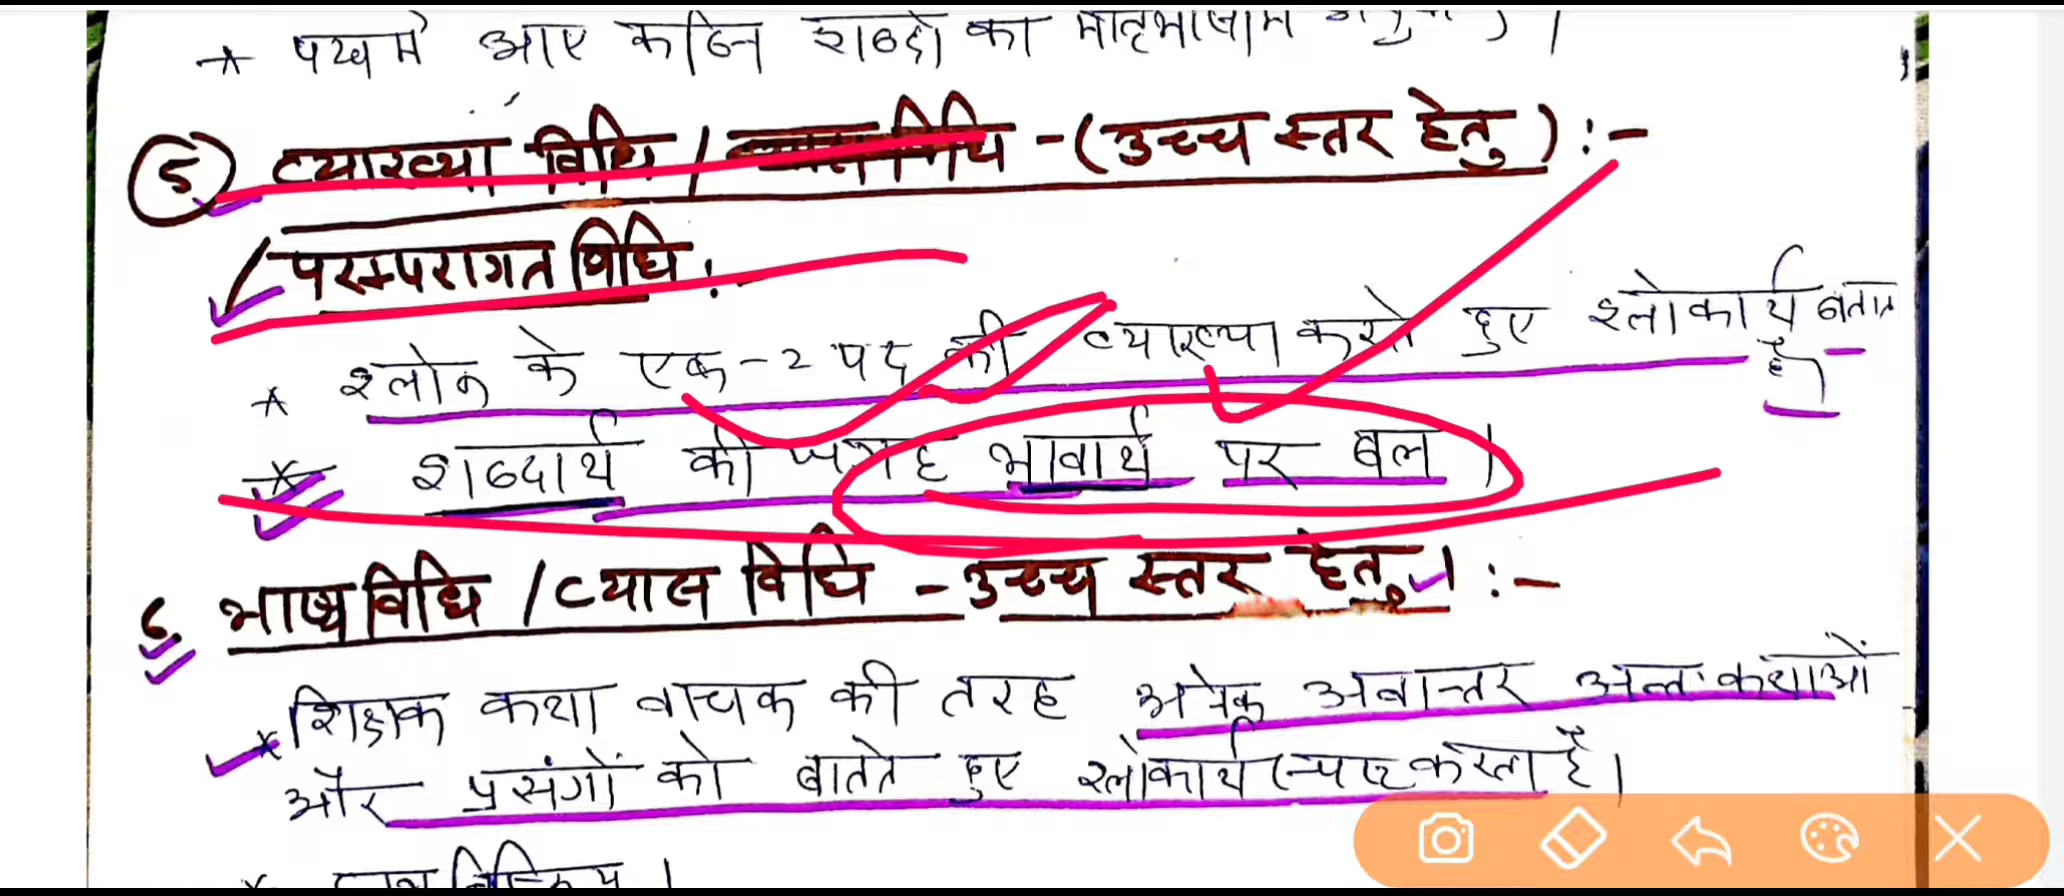 * पद्य में आए कठिन शब्दों का मातृभाषा में
(5) व्याख्या विधि / विधि - (उच्च स्तर हेतु) :-
/ परम्परागत विधि :-
* श्लोक के एक-2 पद की व्याख्या करते हुए श्लोकार्थ बताते
है।
* शब्दार्थ की जगह भावार्थ पर बल।
6 भाष्य विधि / व्यास विधि - उच्च स्तर हेतु। :-
* शिक्षक कथा वाचक की तरह अनेक अवान्तर अन्तःकथाओं
और प्रसंगों को बातते हुए श्लोकार्थ स्पष्ट करता है।